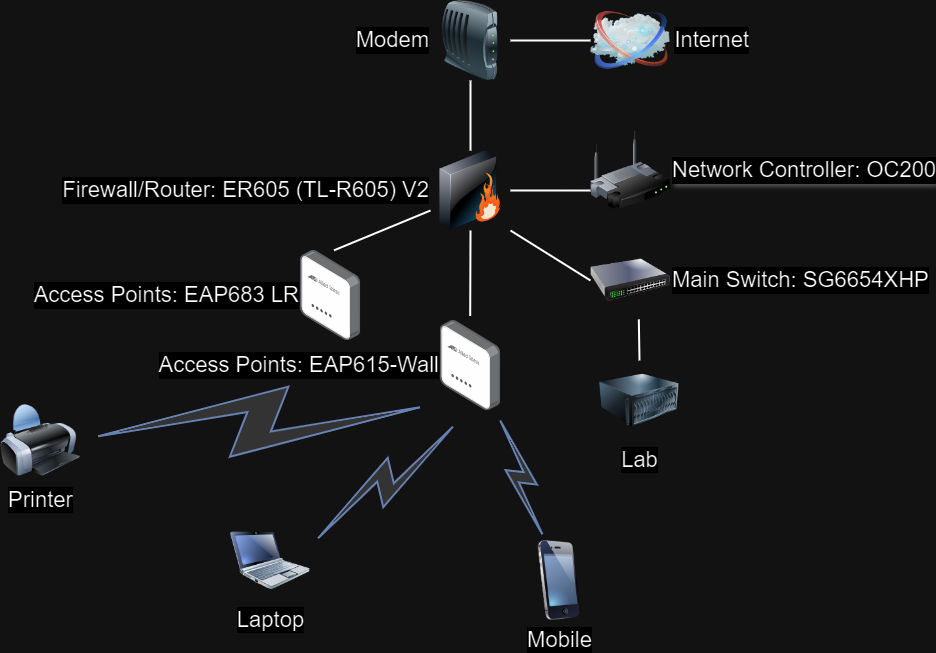 Modem
Internet
Network Controller: OC200
Firewall/Router: ER605 (TL-R605) V2
Main Switch: SG6654XHP
Access Points: EAP683 LR
Access Points: EAP615-Wall
Lab
Printer
Laptop
Mobile